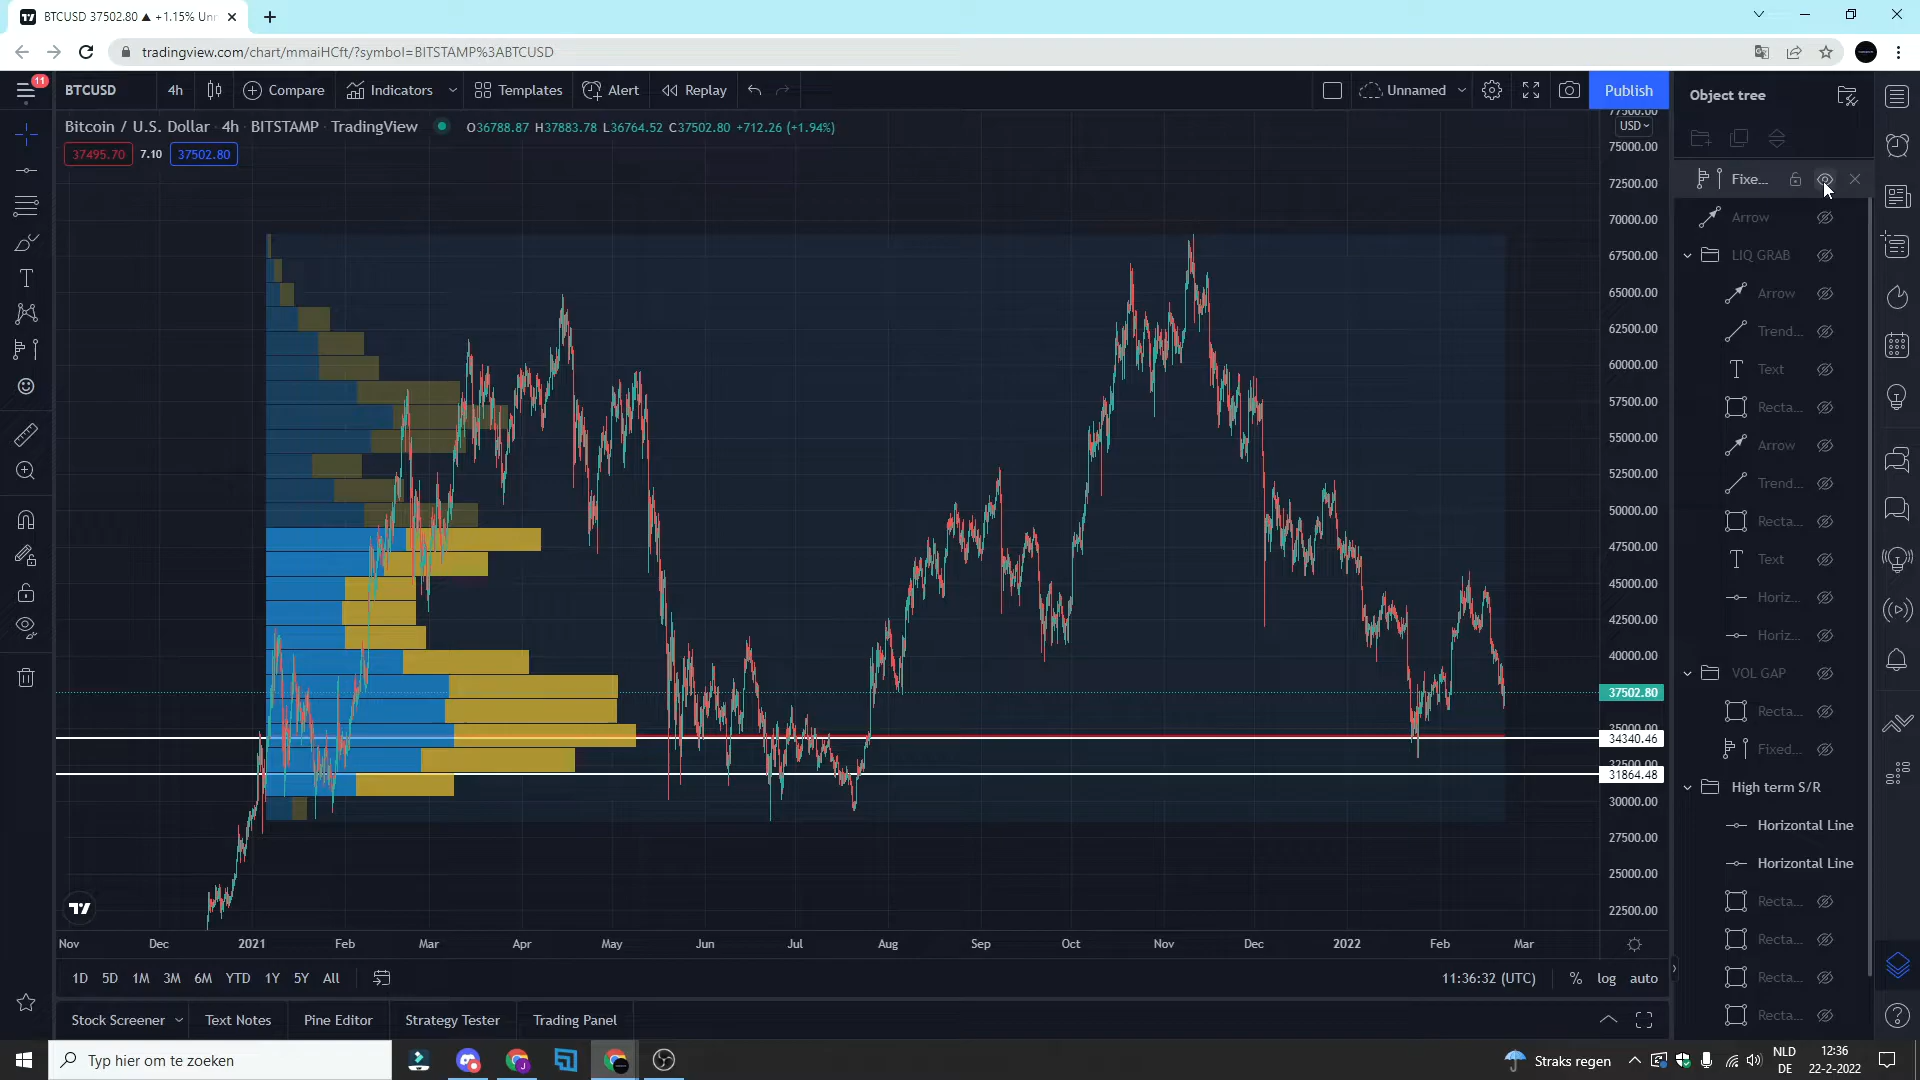 BTCUSD 37502.80 ▲ +1.15% Unn
tradingview.com/chart/mmaiHCft/?symbol=BITSTAMP%3ABTCUSD
11
BTCUSD 4h Compare Indicators Templates Alert Replay Unnamed Publish
Object tree
Bitcoin / U.S. Dollar · 4h · BITSTAMP · TradingView
O36788.87 H37883.78 L36764.52 C37502.80 +712.26 (+1.94%)
37495.70 7.10 37502.80
77500.00
USD
75000.00
72500.00
70000.00
67500.00
65000.00
62500.00
60000.00
57500.00
55000.00
52500.00
50000.00
47500.00
45000.00
42500.00
40000.00
37502.80
35000.00
34340.46
32500.00
31864.48
30000.00
27500.00
25000.00
22500.00
Fixe...
Arrow
LIQ GRAB
Arrow
Trend...
Text
Recta...
Arrow
Trend...
Recta...
Text
Horiz...
Horiz...
VOL GAP
Recta...
Fixed...
High term S/R
Horizontal Line
Horizontal Line
Recta...
Recta...
Recta...
Recta...
Nov Dec 2021 Feb Mar Apr May Jun Jul Aug Sep Oct Nov Dec 2022 Feb Mar
1D 5D 1M 3M 6M YTD 1Y 5Y All
11:36:32 (UTC) % log auto
Stock Screener Text Notes Pine Editor Strategy Tester Trading Panel
Typ hier om te zoeken
Straks regen
NLD
DE
12:36
22-2-2022